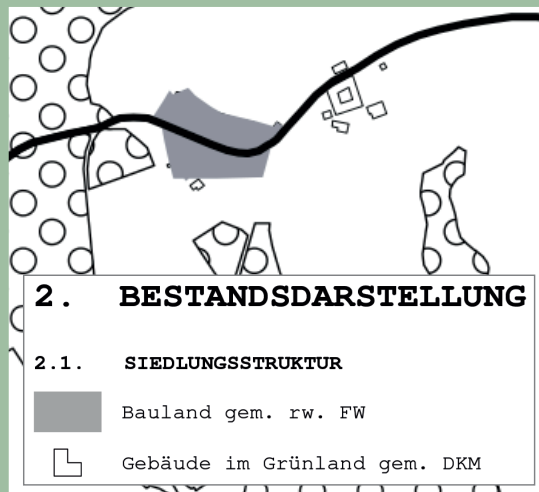 2. BESTANDSDARSTELLUNG
2.1. SIEDLUNGSSTRUKTUR
Bauland gem. rw. FW
Gebäude im Grünland gem. DKM